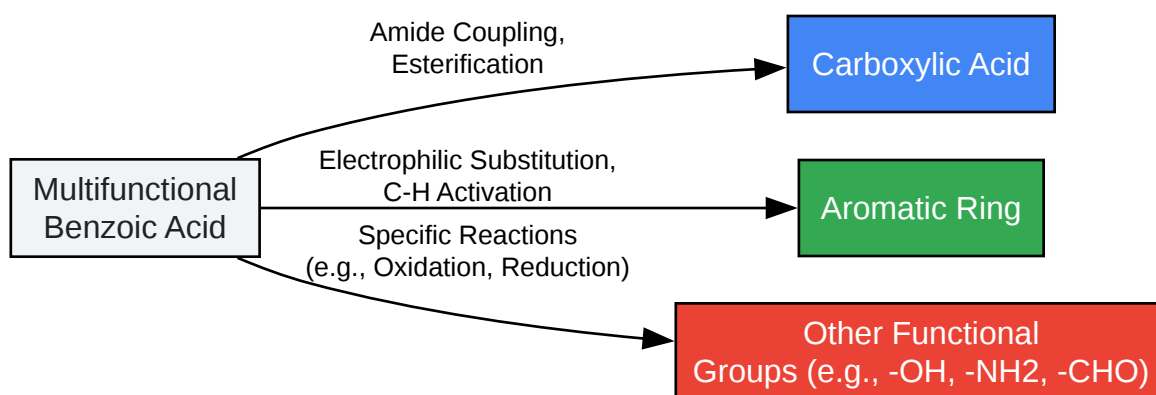 Amide Coupling,
Esterification
Carboxylic Acid
Multifunctional
Benzoic Acid
Electrophilic Substitution,
C-H Activation
Aromatic Ring
Specific Reactions
(e.g., Oxidation, Reduction)
Other Functional
Groups (e.g., -OH, -NH2, -CHO)